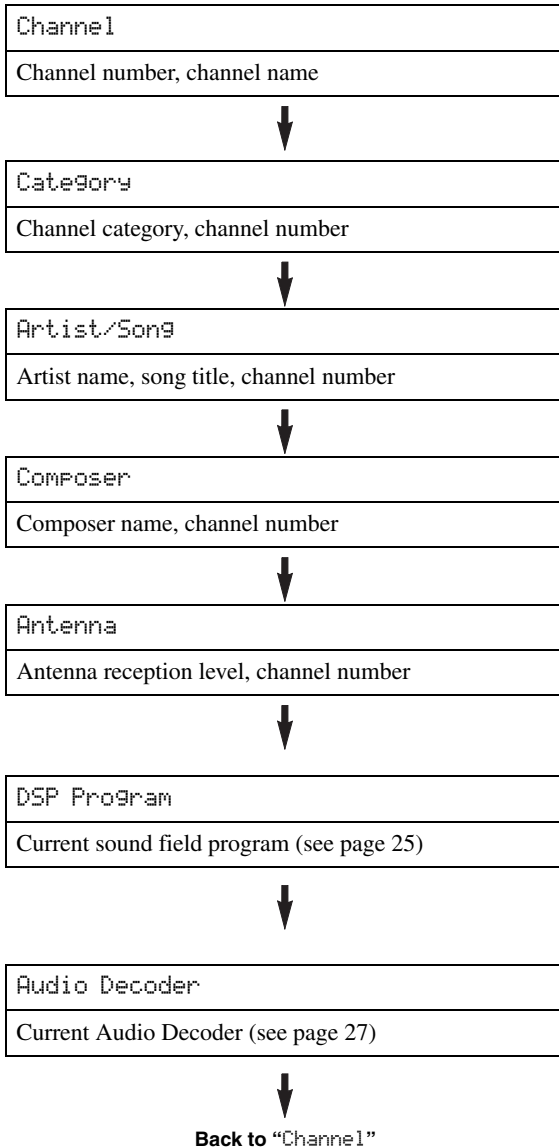 Channel
Channel number, channel name
Category
Channel category, channel number
Artist/Song
Artist name, song title, channel number
Composer
Composer name, channel number
Antenna
Antenna reception level, channel number
DSP Program
Current sound field program (see page 25)
Audio Decoder
Current Audio Decoder (see page 27)
Back to “Channel”